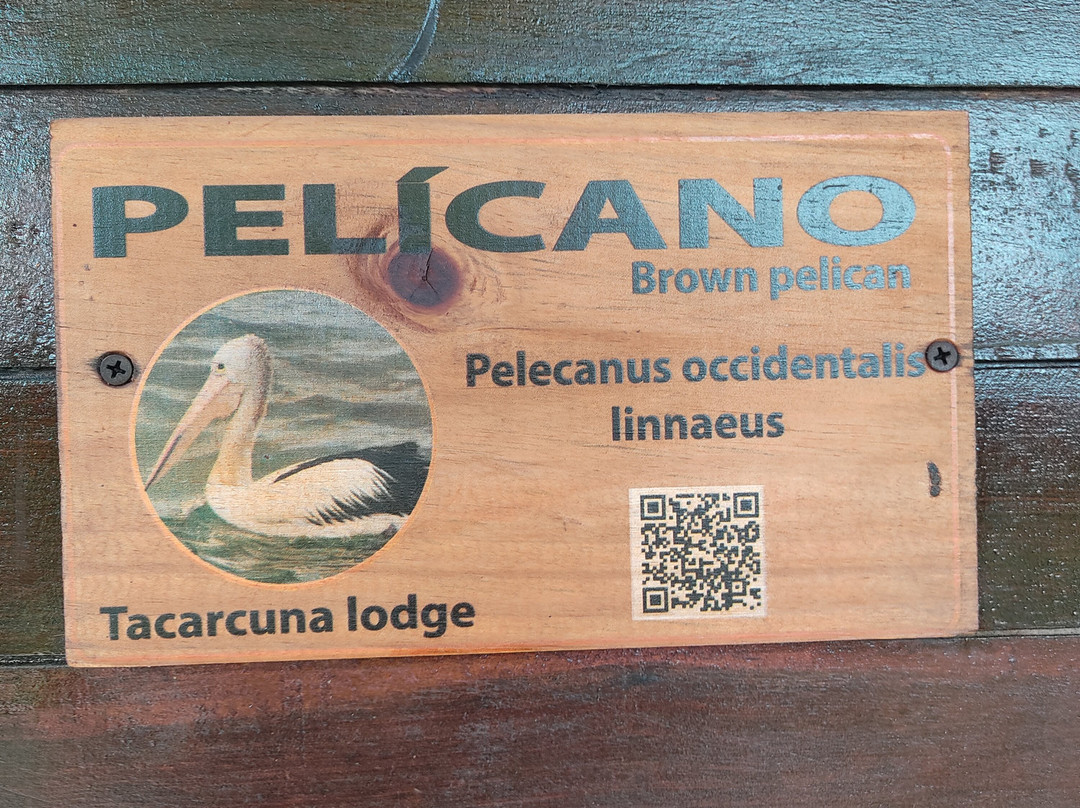 PELÍCANO
Brown pelican
Pelecanus occidentalis
linnaeus
Tacarcuna lodge